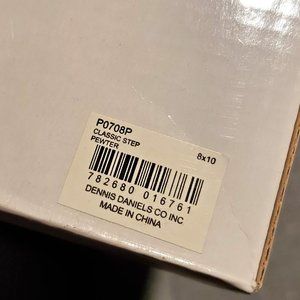 P0708P
CLASSIC STEP
PEWTER 8x10
782680 016761
DENNIS DANIELS CO INC
MADE IN CHINA